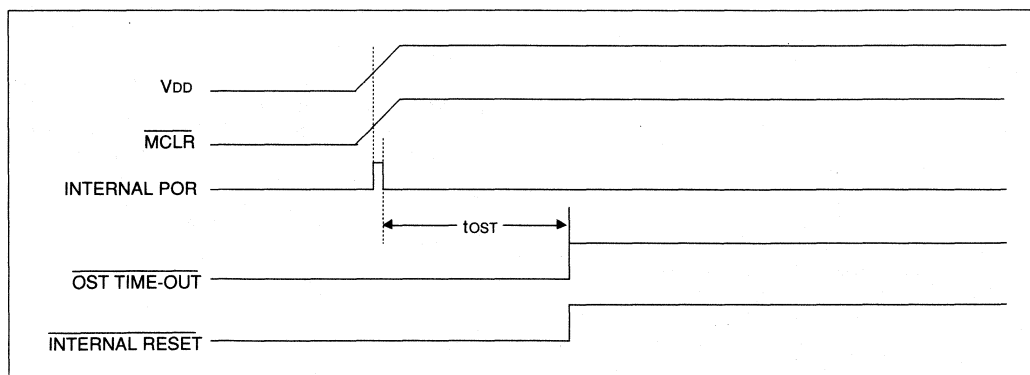 VDD
MCLR
INTERNAL POR
tOST
OST TIME-OUT
INTERNAL RESET